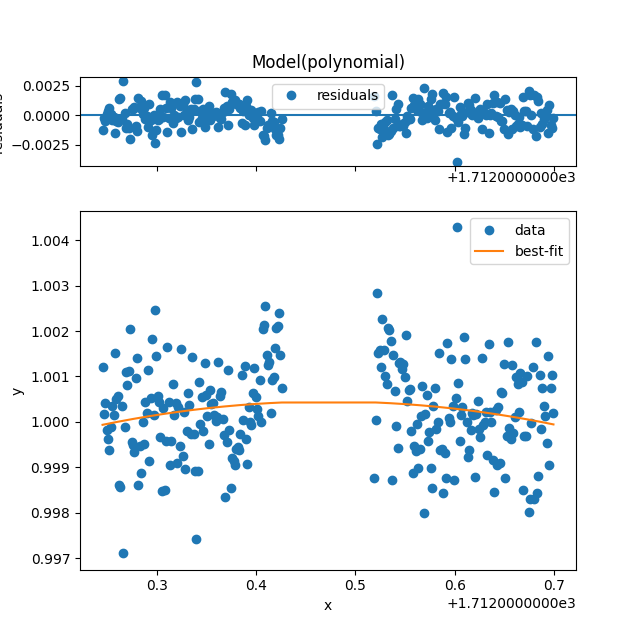 Model(polynomial)
0.0025
0.0000
−0.0025
residuals
+1.7120000000e3
1.004
1.003
1.002
1.001
1.000
0.999
0.998
0.997
y
data
best-fit
0.3 0.4 0.5 0.6 0.7
x
+1.7120000000e3